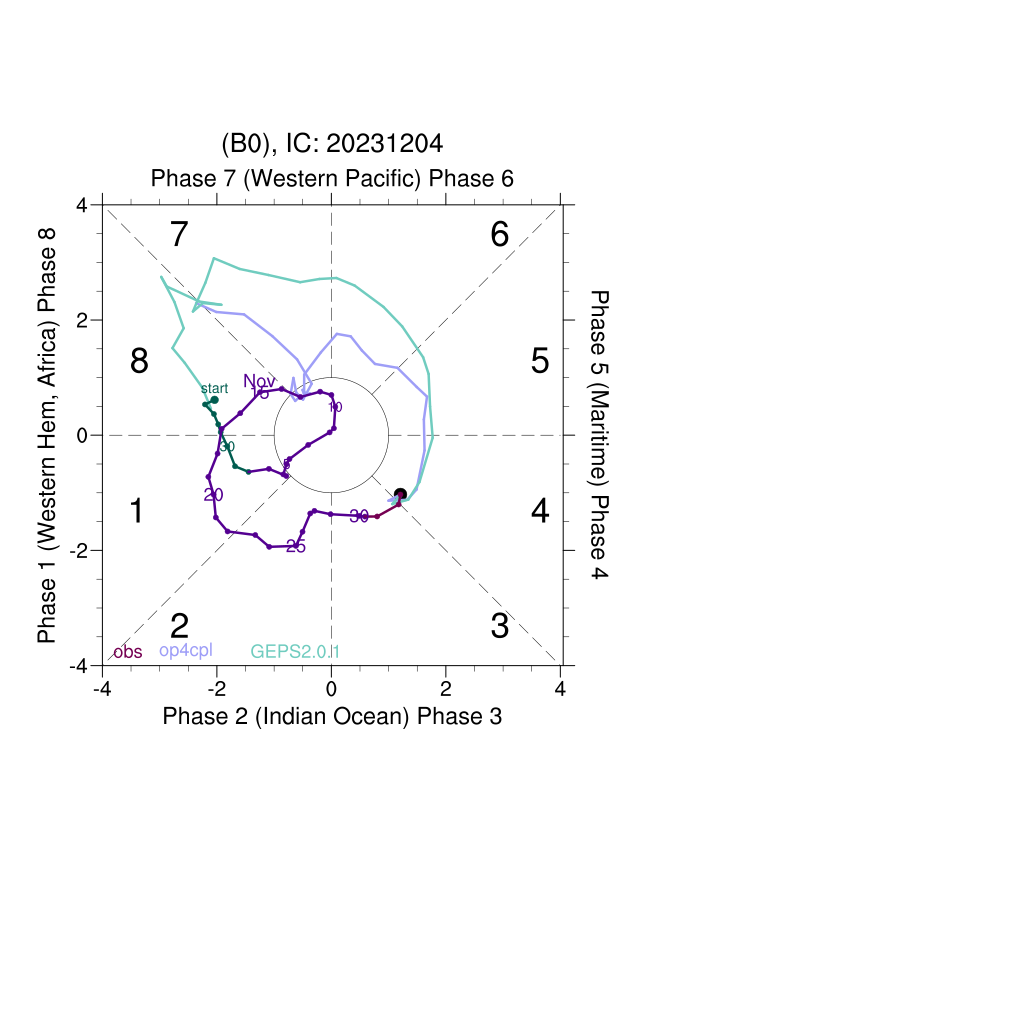 (B0), IC: 20231204
Phase 7 (Western Pacific) Phase 6
Phase 1 (Western Hem, Africa) Phase 8
Phase 5 (Maritime) Phase 4
4
2
0
-2
-4
7
6
8
5
1
4
2
3
start
Nov
15
10
30
5
20
30
25
obs
op4cpl
GEPS2.0.1
-4
-2
0
2
4
Phase 2 (Indian Ocean) Phase 3